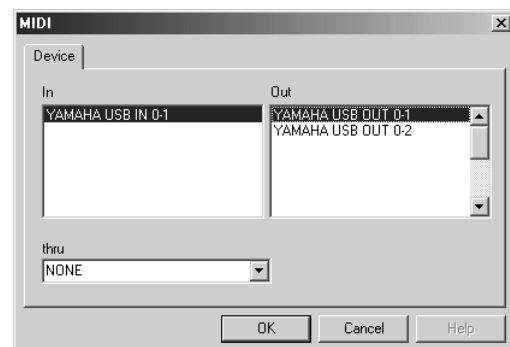 MIDI
Device
In
Out
YAMAHA USB IN 0-1
YAMAHA USB OUT 0-1
YAMAHA USB OUT 0-2
thru
NONE
OK
Cancel
Help